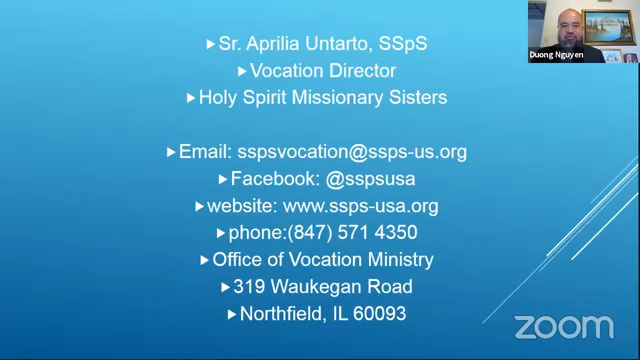 Sr. Aprilia Untarto, SSpS
Vocation Director
Holy Spirit Missionary Sisters
Email: sspsvocation@ssps-us.org
Facebook: @sspsusa
website: www.ssps-usa.org
phone:(847) 571 4350
Office of Vocation Ministry
319 Waukegan Road
Northfield, IL 60093
Duong Nguyen
zoom